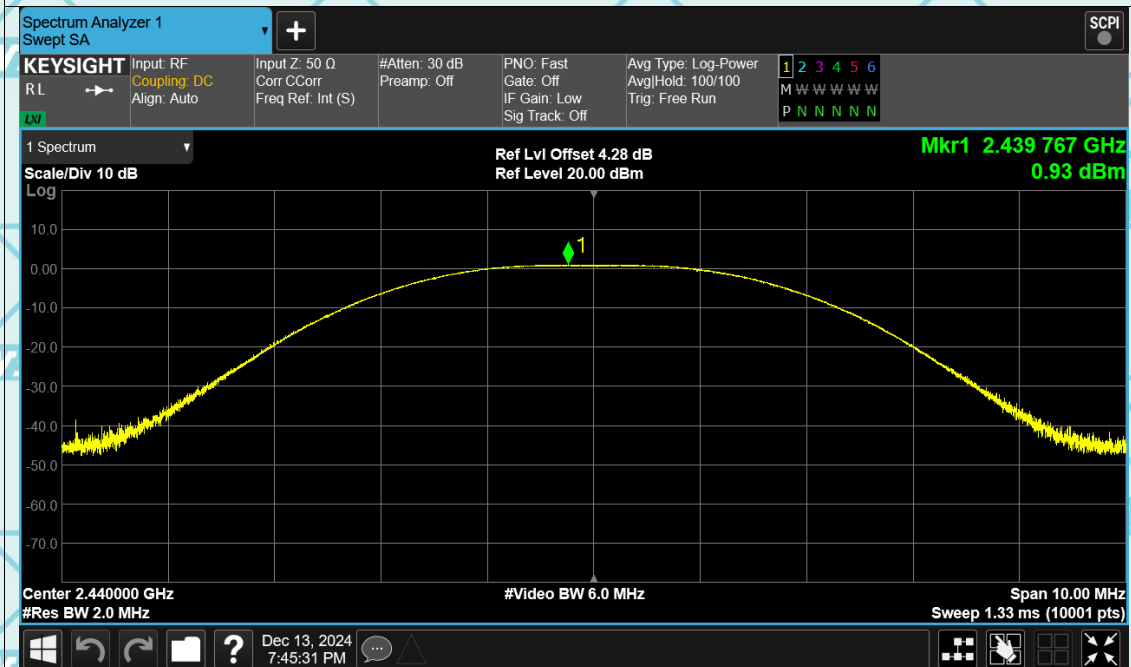 Spectrum Analyzer 1
Swept SA
+
SCPI
KEYSIGHT
RL
LXI
Input: RF
Coupling: DC
Align: Auto
Input Z: 50 Ω
Corr CCorr
Freq Ref: Int (S)
#Atten: 30 dB
Preamp: Off
PNO: Fast
Gate: Off
IF Gain: Low
Sig Track: Off
Avg Type: Log-Power
Avg|Hold: 100/100
Trig: Free Run
1 2 3 4 5 6
M W W W W W
P N N N N N
1 Spectrum
Scale/Div 10 dB
Ref Lvl Offset 4.28 dB
Ref Level 20.00 dBm
Mkr1 2.439 767 GHz
0.93 dBm
Log
10.0
0.00
-10.0
-20.0
-30.0
-40.0
-50.0
-60.0
-70.0
1
Center 2.440000 GHz
#Res BW 2.0 MHz
#Video BW 6.0 MHz
Span 10.00 MHz
Sweep 1.33 ms (10001 pts)
?
Dec 13, 2024
7:45:31 PM